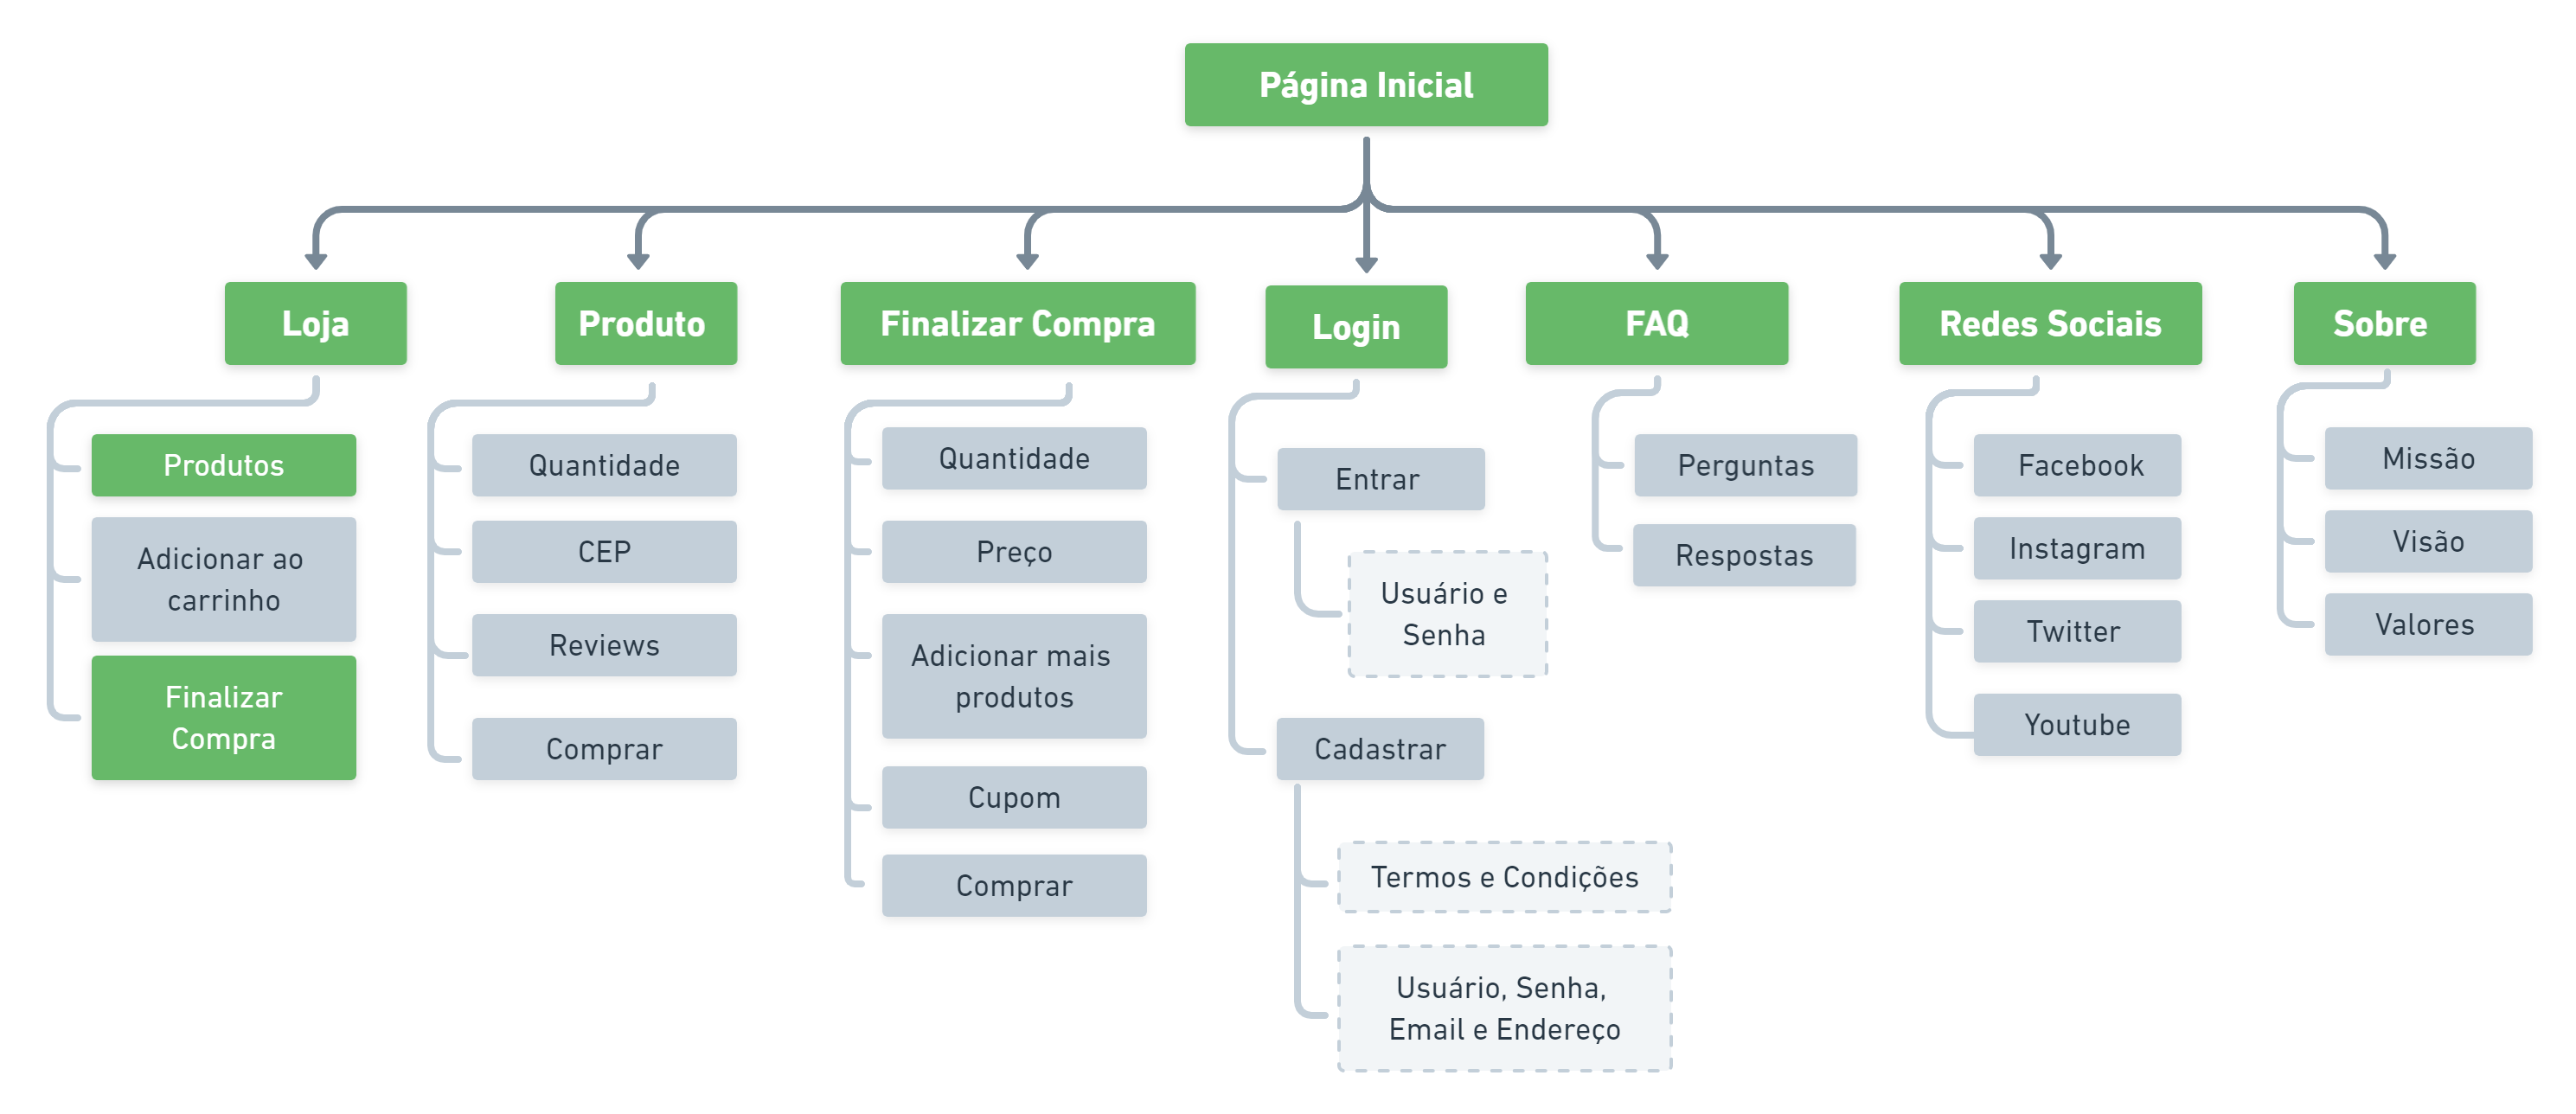 Página Inicial
Loja
Produto
Finalizar Compra
Login
FAQ
Redes Sociais
Sobre
Produtos
Adicionar ao
carrinho
Finalizar
Compra
Quantidade
CEP
Reviews
Comprar
Quantidade
Preço
Adicionar mais
produtos
Cupom
Comprar
Entrar
Usuário e
Senha
Cadastrar
Termos e Condições
Usuário, Senha,
Email e Endereço
Perguntas
Respostas
Facebook
Instagram
Twitter
Youtube
Missão
Visão
Valores